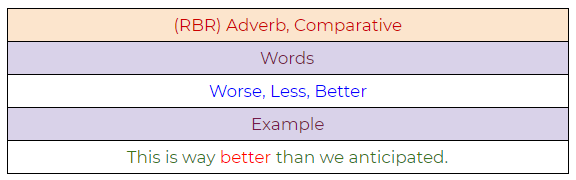 (RBR) Adverb, Comparative
Words
Worse, Less, Better
Example
This is way better than we anticipated.